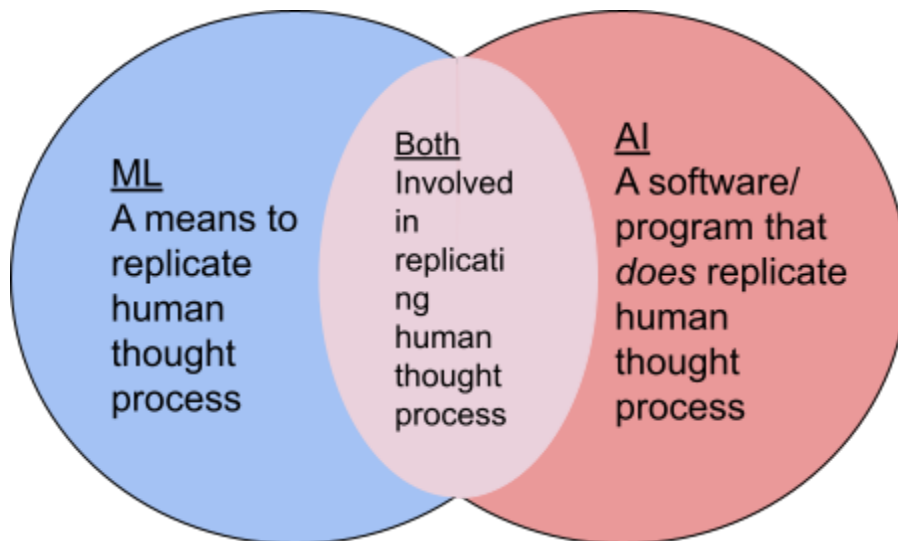 ML
A means to
replicate
human
thought
process
Both
Involved
in
replicati
ng
human
thought
process
AI
A software/
program that
does replicate
human
thought
process